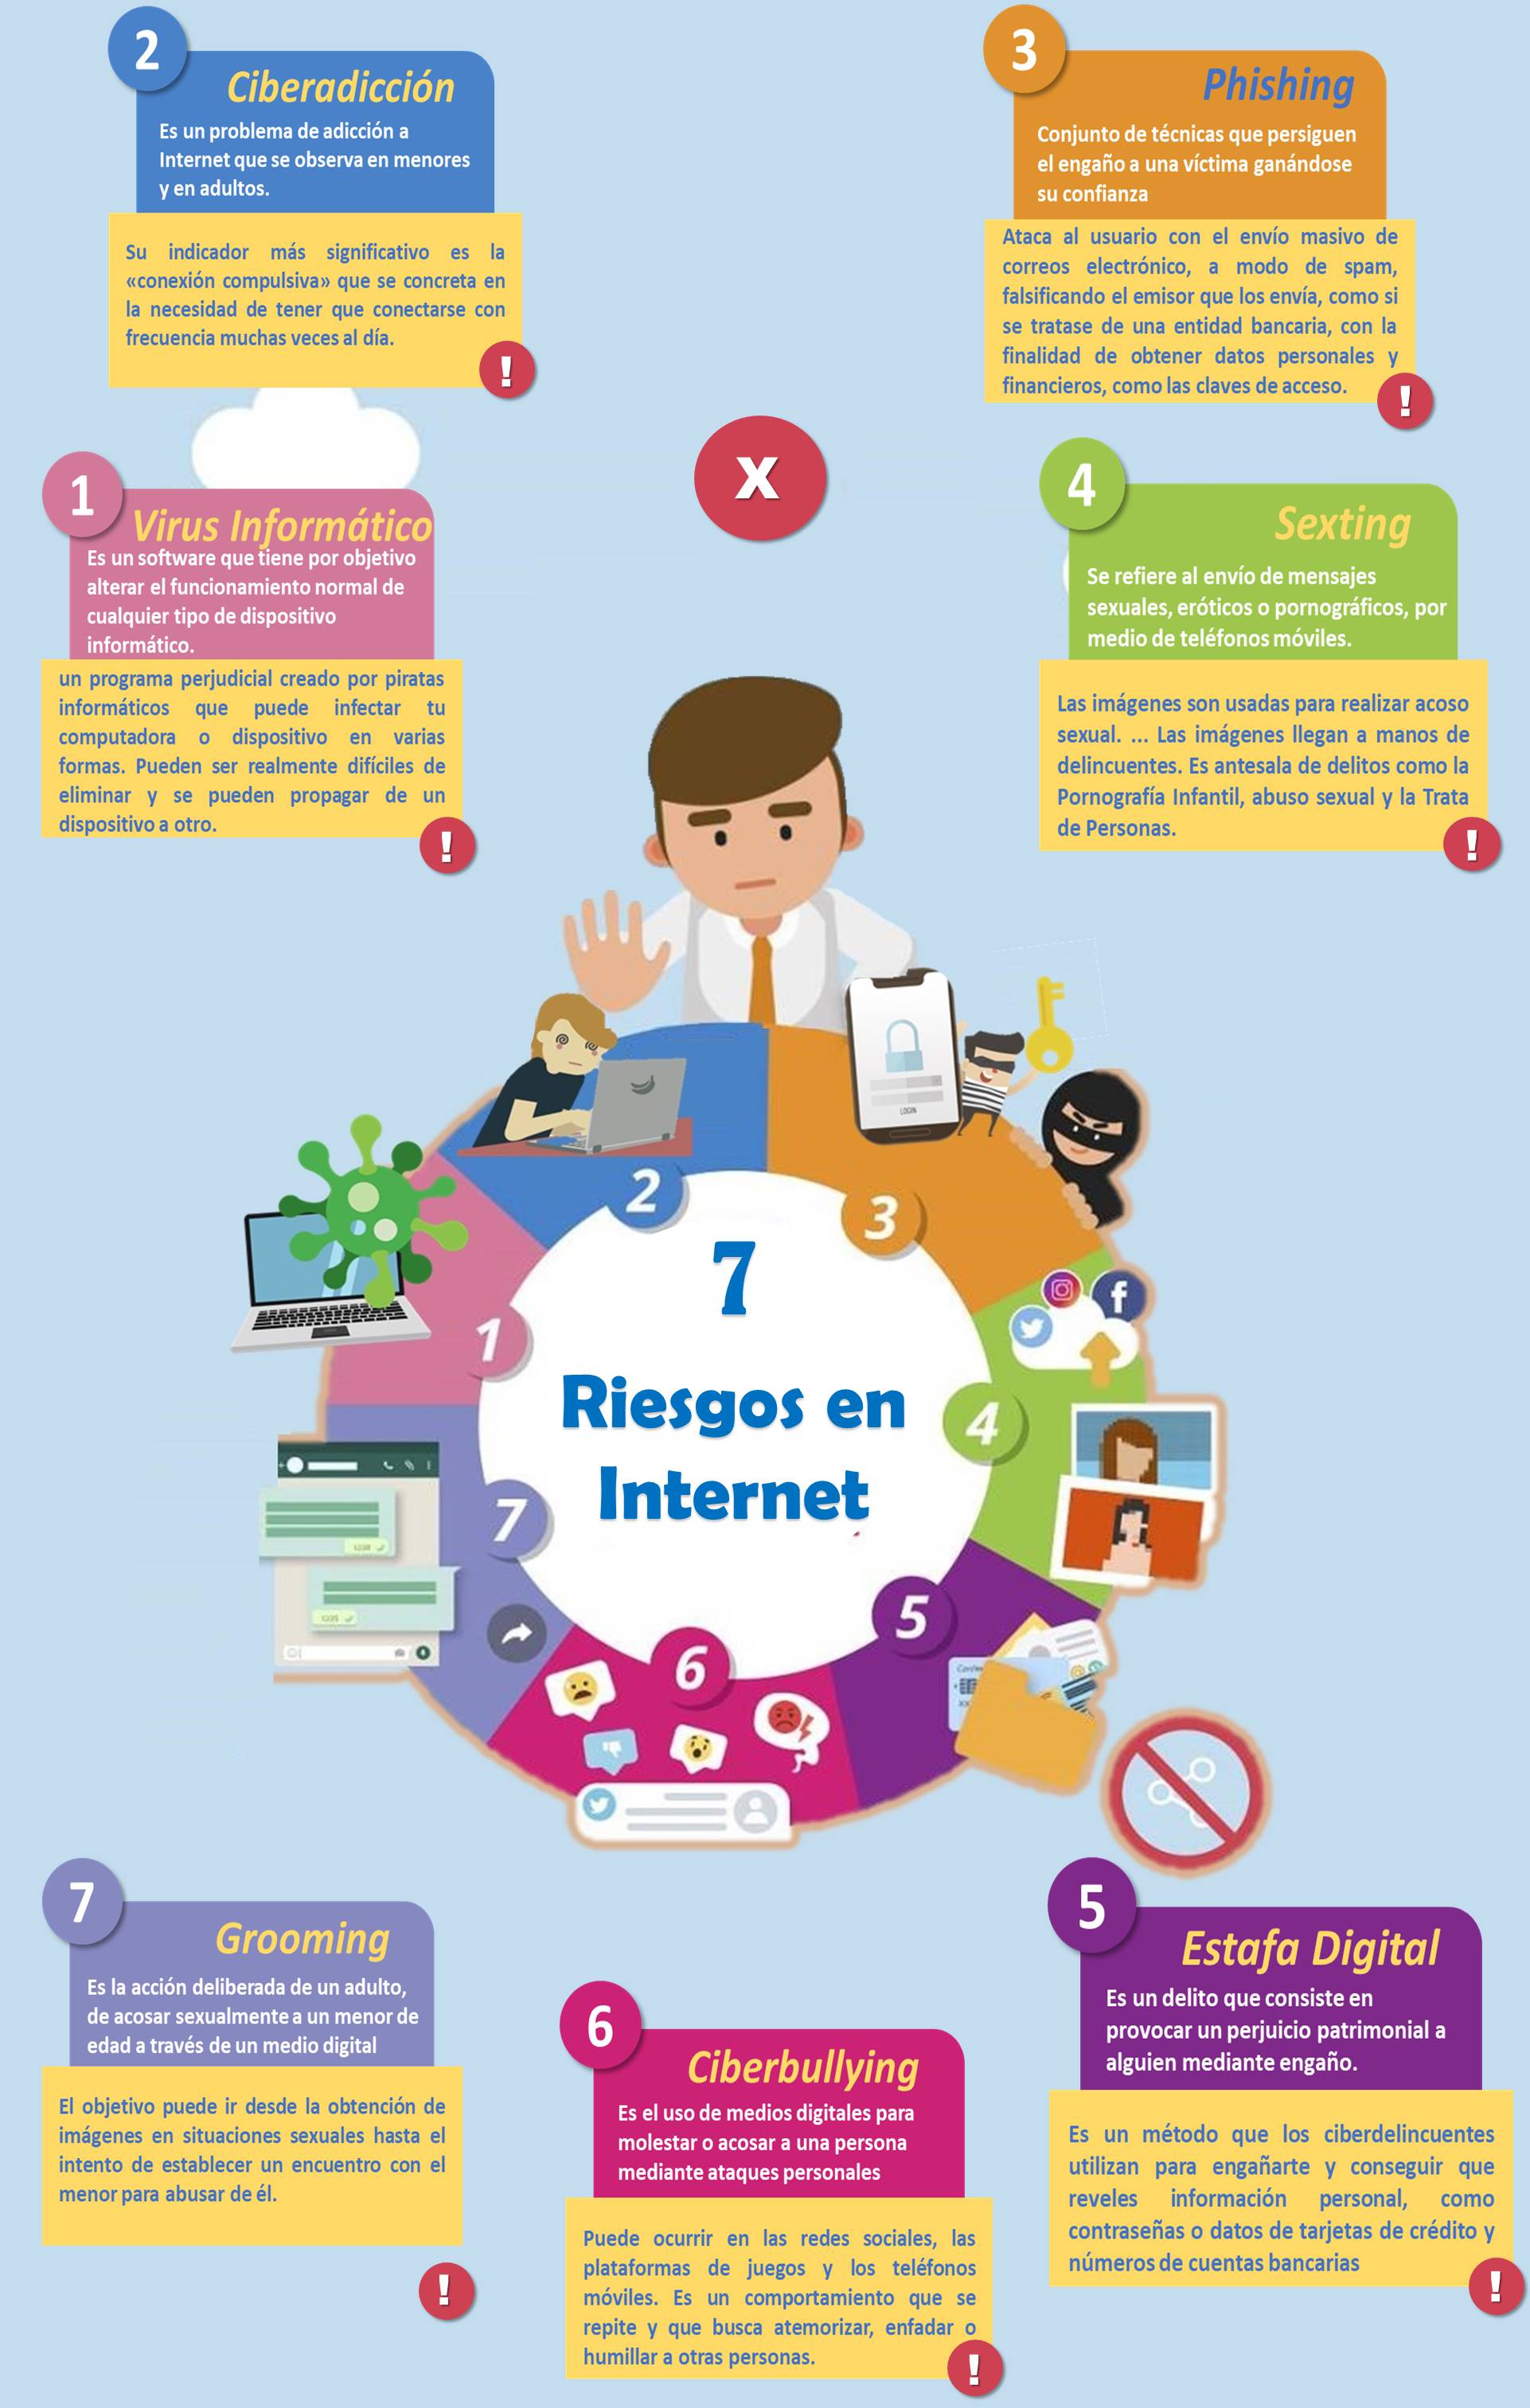 2
Ciberadicción
Es un problema de adicción a
Internet que se observa en menores
y en adultos.
Su indicador más significativo es la
«conexión compulsiva» que se concreta en
la necesidad de tener que conectarse con
frecuencia muchas veces al día.
!
3
Phishing
Conjunto de técnicas que persiguen
el engaño a una víctima ganándose
su confianza
Ataca al usuario con el envío masivo de
correos electrónico, a modo de spam,
falsificando el emisor que los envía, como si
se tratase de una entidad bancaria, con la
finalidad de obtener datos personales y
financieros, como las claves de acceso.
!
X
1
Virus Informático
Es un software que tiene por objetivo
alterar el funcionamiento normal de
cualquier tipo de dispositivo
informático.
un programa perjudicial creado por piratas
informáticos que puede infectar tu
computadora o dispositivo en varias
formas. Pueden ser realmente difíciles de
eliminar y se pueden propagar de un
dispositivo a otro.
!
4
Sexting
Se refiere al envío de mensajes
sexuales, eróticos o pornográficos, por
medio de teléfonos móviles.
Las imágenes son usadas para realizar acoso
sexual. ... Las imágenes llegan a manos de
delincuentes. Es antesala de delitos como la
Pornografía Infantil, abuso sexual y la Trata
de Personas.
!
LOGIN
2
3
1
4
7
5
6
7
Riesgos en
Internet
7
Grooming
Es la acción deliberada de un adulto,
de acosar sexualmente a un menor de
edad a través de un medio digital
El objetivo puede ir desde la obtención de
imágenes en situaciones sexuales hasta el
intento de establecer un encuentro con el
menor para abusar de él.
!
6
Ciberbullying
Es el uso de medios digitales para
molestar o acosar a una persona
mediante ataques personales
Puede ocurrir en las redes sociales, las
plataformas de juegos y los teléfonos
móviles. Es un comportamiento que se
repite y que busca atemorizar, enfadar o
humillar a otras personas.
!
5
Estafa Digital
Es un delito que consiste en
provocar un perjuicio patrimonial a
alguien mediante engaño.
Es un método que los ciberdelincuentes
utilizan para engañarte y conseguir que
reveles información personal, como
contraseñas o datos de tarjetas de crédito y
números de cuentas bancarias
!